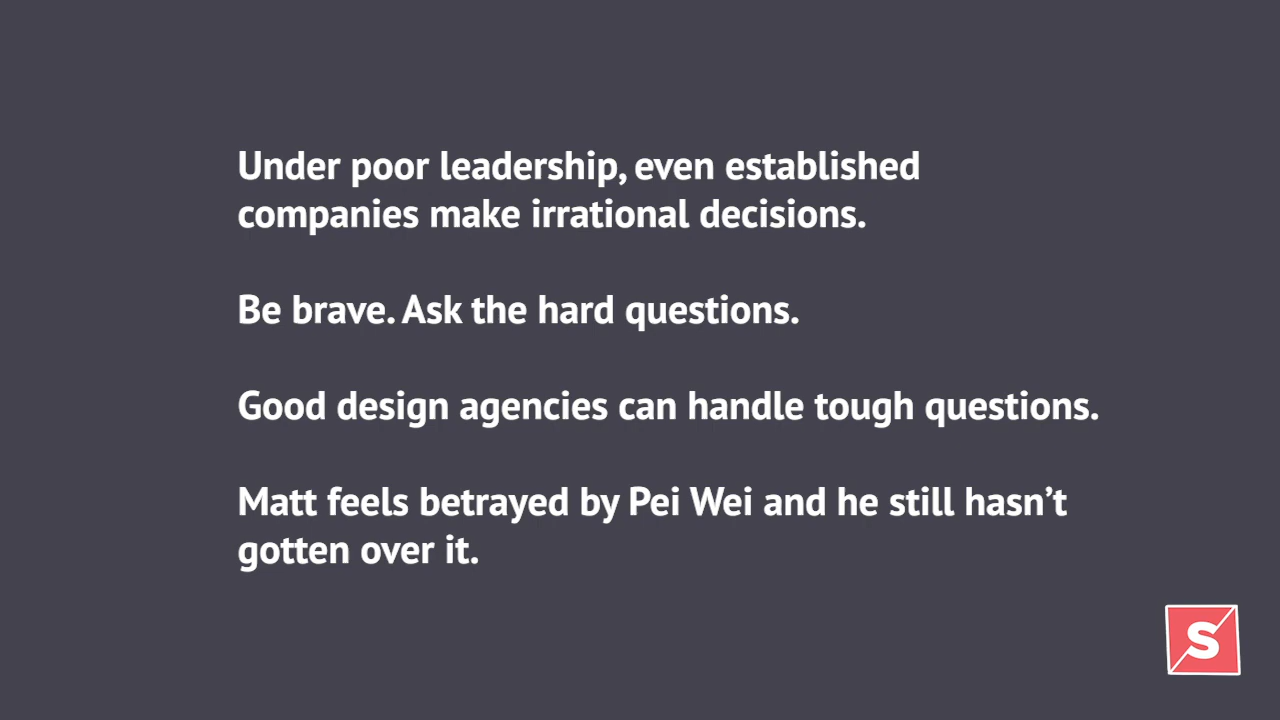 Under poor leadership, even established
companies make irrational decisions.
Be brave. Ask the hard questions.
Good design agencies can handle tough questions.
Matt feels betrayed by Pei Wei and he still hasn’t
gotten over it.
S